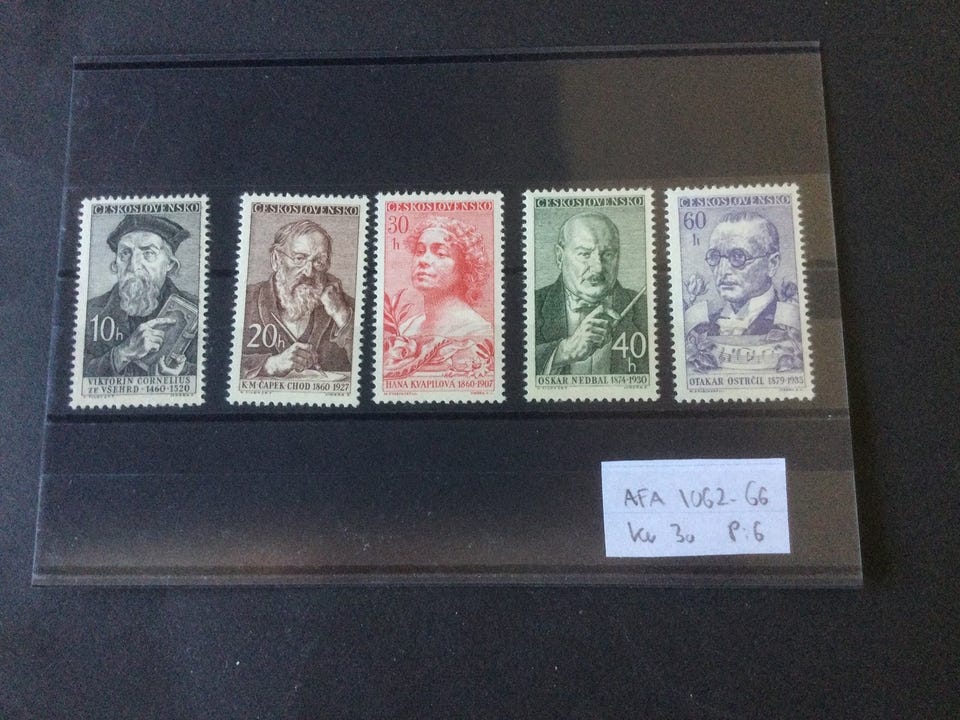 ČESKOSLOVENSKO
10h
VIKTORIN CORNELIUS
ZE VŠEHRD · 1460-1520
ČESKOSLOVENSKO
20h
K M ČAPEK CHOD 1860 1927
ČESKOSLOVENSKO
30
h
HANA KVAPILOVÁ 1860-1907
ČESKOSLOVENSKO
40
h
OSKAR NEDBAL 1874-1930
ČESKOSLOVENSKO
60
h
OTAKAR OSTRČIL 1879-1935
AFA 1062-66
30 P:6